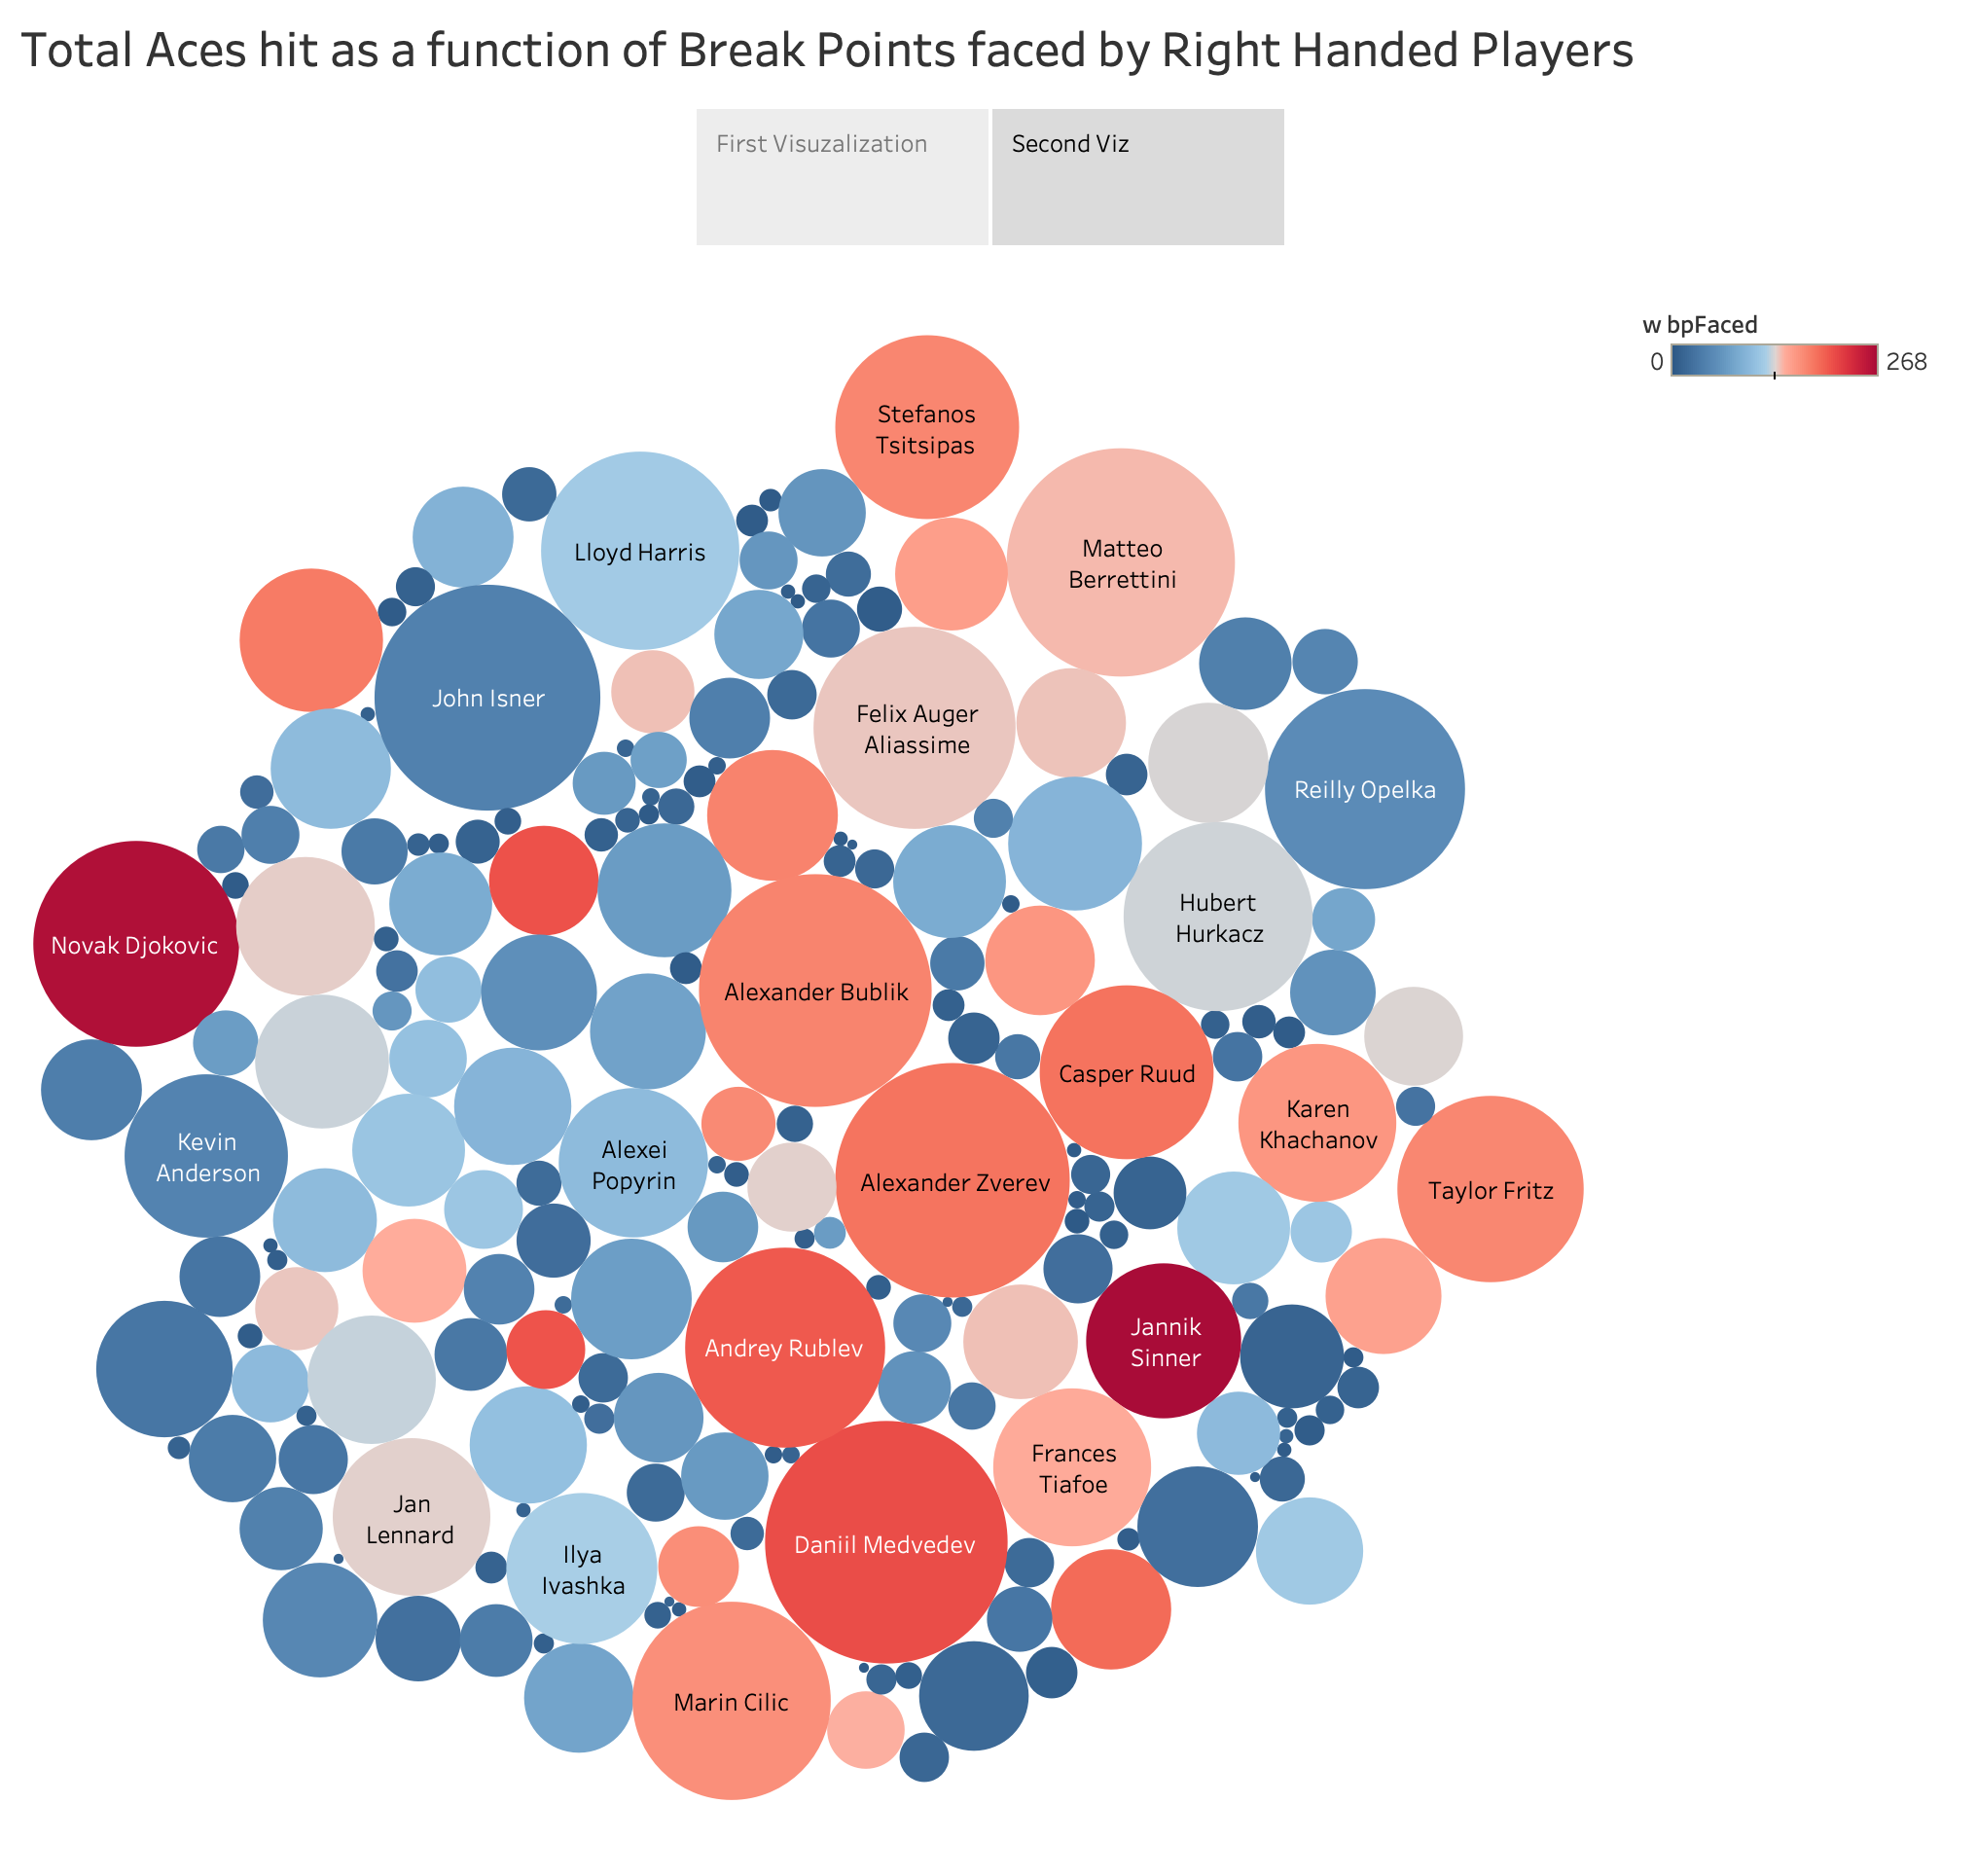 Total Aces hit as a function of Break Points faced by Right Handed Players
First Visuzalization
Second Viz
w bpFaced
0
268
Stefanos
Tsitsipas
Lloyd Harris
Matteo
Berrettini
John Isner
Felix Auger
Aliassime
Reilly Opelka
Hubert
Hurkacz
Novak Djokovic
Alexander Bublik
Casper Ruud
Karen
Khachanov
Kevin
Anderson
Alexei
Popyrin
Alexander Zverev
Taylor Fritz
Andrey Rublev
Jannik
Sinner
Frances
Tiafoe
Jan
Lennard
Daniil Medvedev
Ilya
Ivashka
Marin Cilic